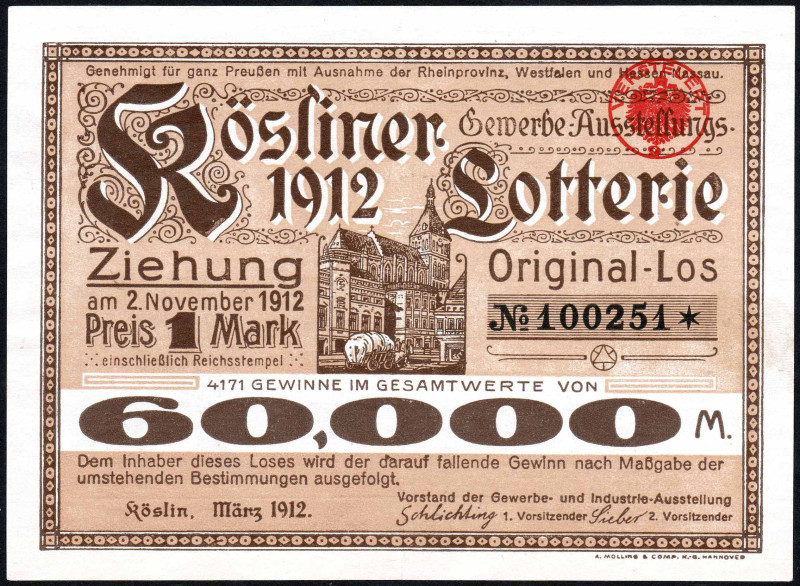 Genehmigt für ganz Preußen mit Ausnahme der Rheinprovinz, Westfalen und Hessen-Nassau.
VERSTEUERT
Kösliner Gewerbe-Ausstellungs-
1912 Lotterie
Ziehung
am 2. November 1912
Preis 1 Mark
einschließlich Reichsstempel
Original-Los
No 100251 *
4171 GEWINNE IM GESAMTWERTE VON
60,000 M.
Dem Inhaber dieses Loses wird der darauf fallende Gewinn nach Maßgabe der
umstehenden Bestimmungen ausgefolgt.
Köslin, März 1912.
Vorstand der Gewerbe- und Industrie-Ausstellung
Schlichting 1. Vorsitzender Sieber 2. Vorsitzender
A. MOLLING & COMP. K.-G. HANNOVER